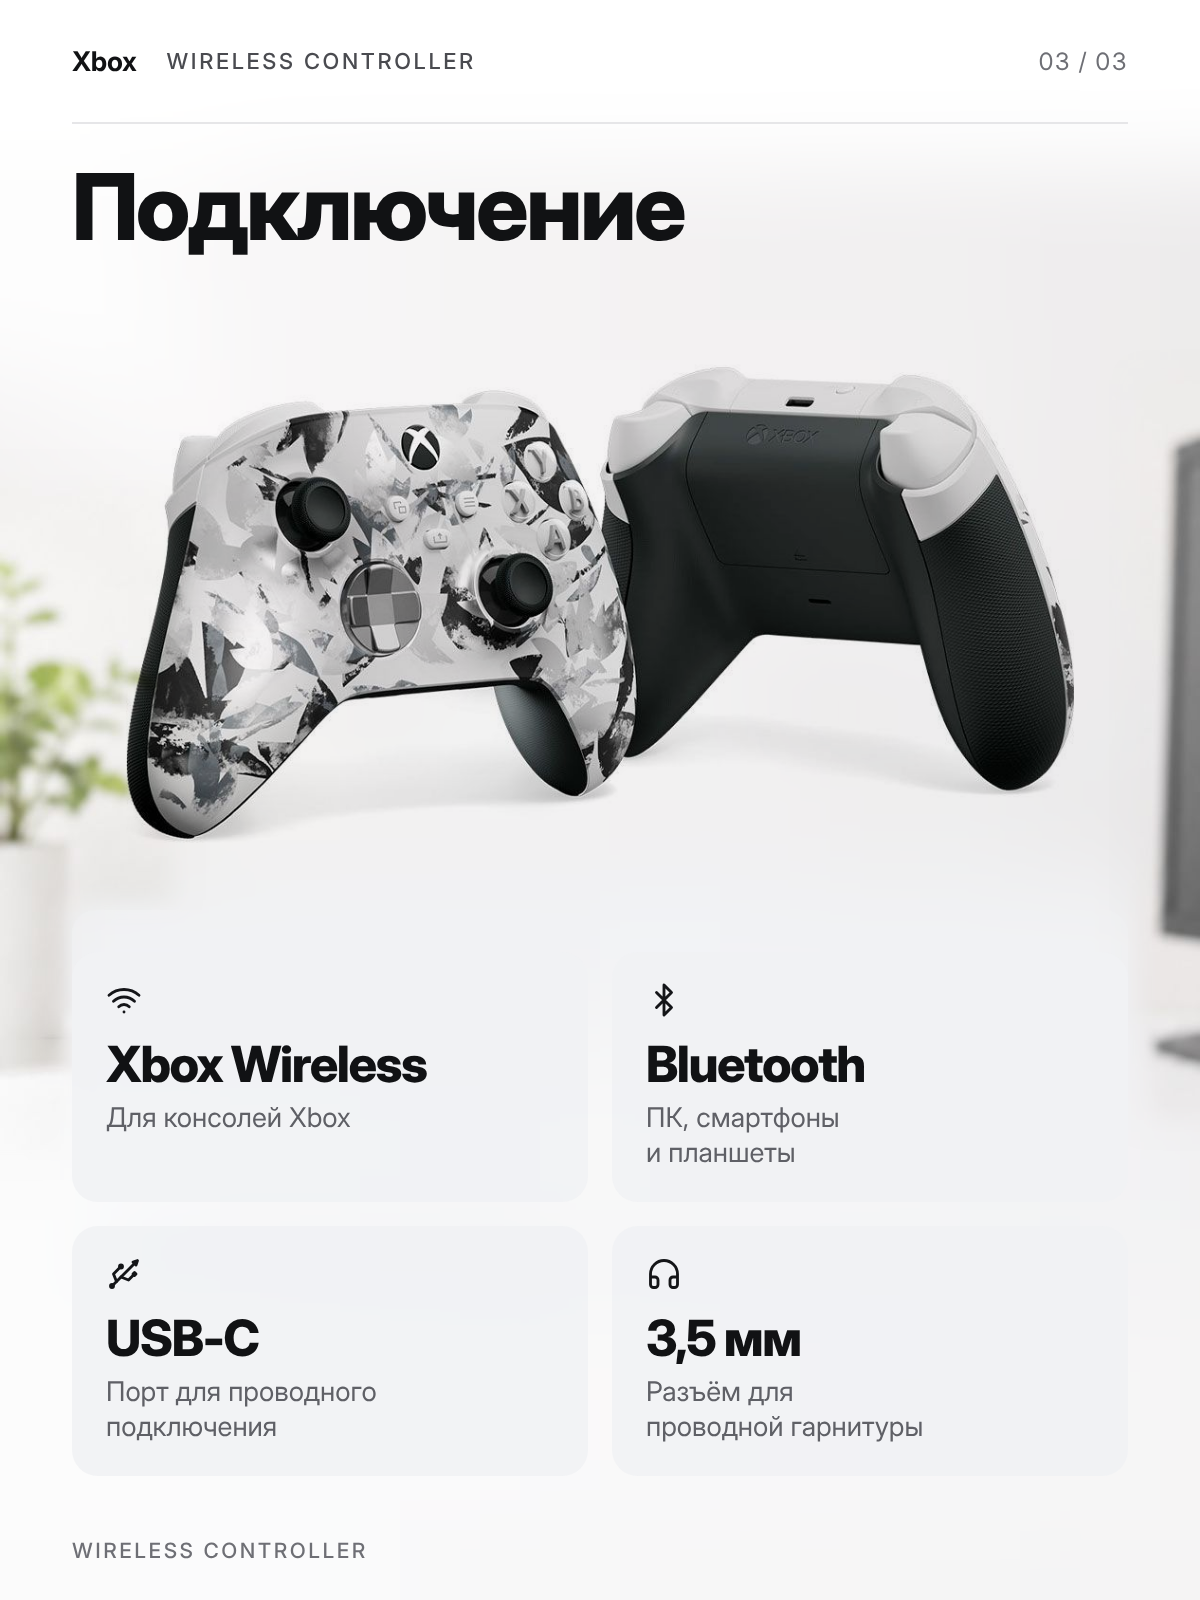 Xbox WIRELESS CONTROLLER 03 / 03
Подключение
XBOX
Y
X B
A
Xbox Wireless
Для консолей Xbox
Bluetooth
ПК, смартфоны
и планшеты
USB-C
Порт для проводного
подключения
3,5 мм
Разъём для
проводной гарнитуры
WIRELESS CONTROLLER